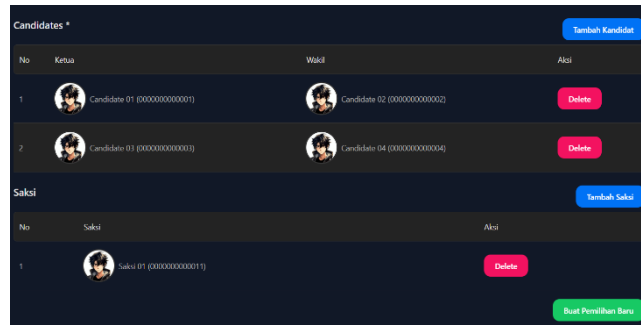 Candidates *
Tambah Kandidat
No Ketua Wakil Aksi
1 Candidate 01 (0000000000001) Candidate 02 (0000000000002) Delete
2 Candidate 03 (0000000000003) Candidate 04 (0000000000004) Delete
Saksi
Tambah Saksi
No Saksi Aksi
1 Saksi 01 (0000000000011) Delete
Buat Pemilihan Baru